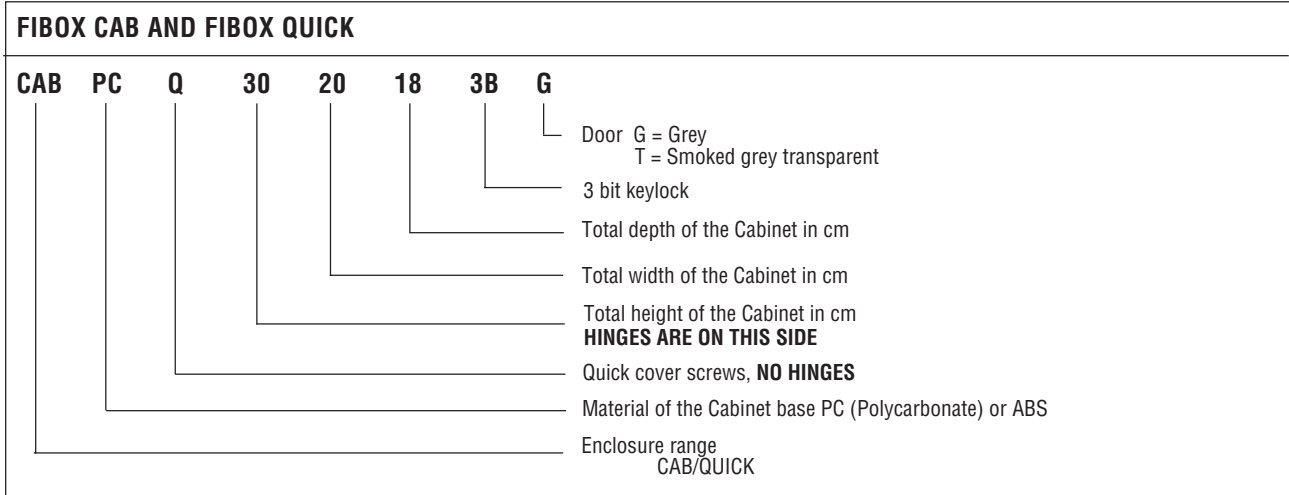 FIBOX CAB AND FIBOX QUICK
CAB PC Q 30 20 18 3B G
Door G = Grey
T = Smoked grey transparent
3 bit keylock
Total depth of the Cabinet in cm
Total width of the Cabinet in cm
Total height of the Cabinet in cm
HINGES ARE ON THIS SIDE
Quick cover screws, NO HINGES
Material of the Cabinet base PC (Polycarbonate) or ABS
Enclosure range
CAB/QUICK